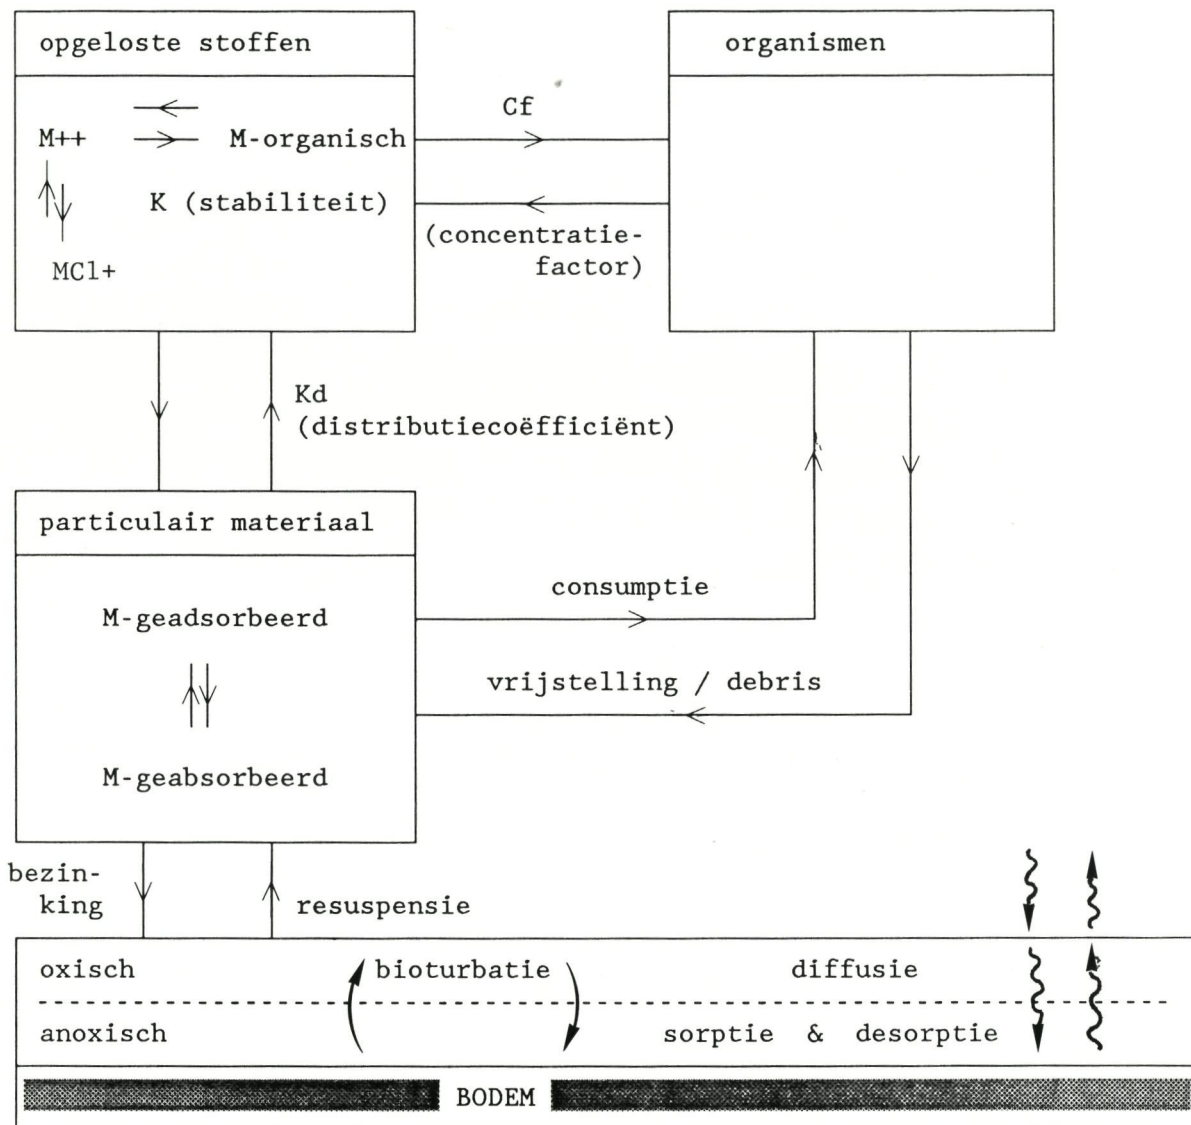 opgeloste stoffen
M++
M-organisch
K (stabiliteit)
MCl+
Cf
(concentratie-
factor)
organismen
Kd
(distributiecoëfficiënt)
particulair materiaal
M-geadsorbeerd
M-geabsorbeerd
consumptie
vrijstelling / debris
bezin-
king
resuspensie
oxisch
bioturbatie
diffusie
anoxisch
sorptie & desorptie
BODEM